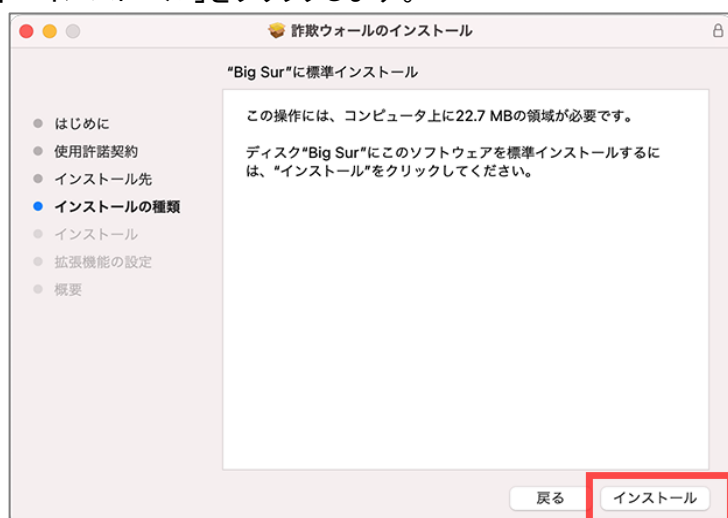 詐欺ウォールのインストール
"Big Sur"に標準インストール
はじめに
使用許諾契約
インストール先
インストールの種類
インストール
拡張機能の設定
概要
この操作には、コンピュータ上に22.7 MBの領域が必要です。
ディスク"Big Sur"にこのソフトウェアを標準インストールするに
は、"インストール"をクリックしてください。
戻る
インストール